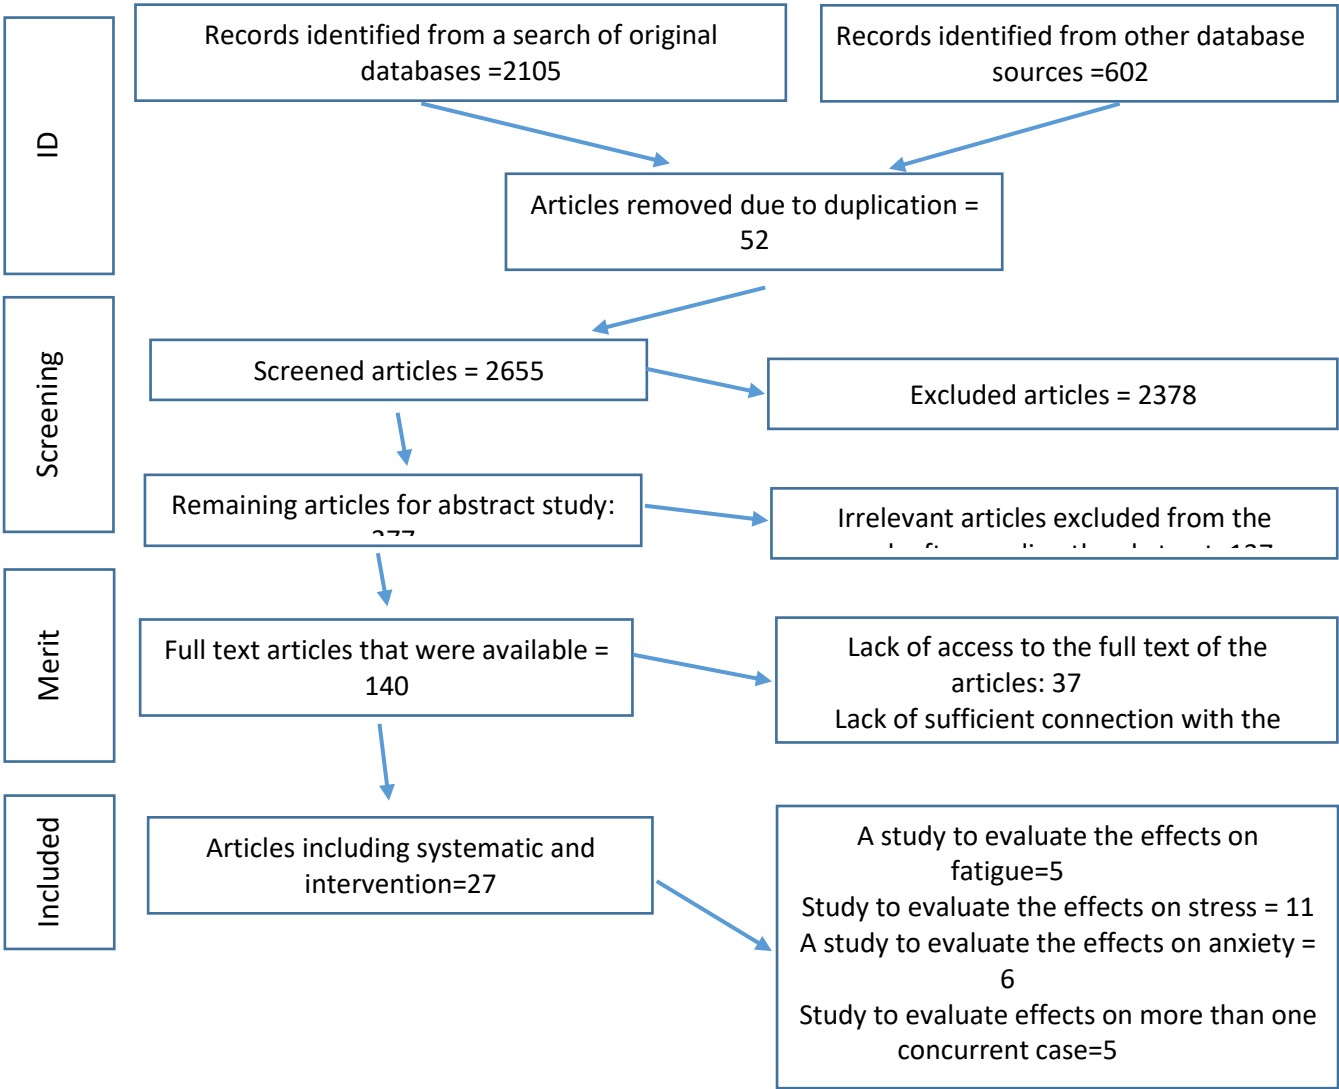 ID
Records identified from a search of original
databases =2105
Records identified from other database
sources =602
Articles removed due to duplication =
52
Screening
Screened articles = 2655
Excluded articles = 2378
Remaining articles for abstract study:
277
Irrelevant articles excluded from the
137
Merit
Full text articles that were available =
140
Lack of access to the full text of the
articles: 37
Lack of sufficient connection with the
Included
Articles including systematic and
intervention=27
A study to evaluate the effects on
fatigue=5
Study to evaluate the effects on stress = 11
A study to evaluate the effects on anxiety =
6
Study to evaluate effects on more than one
concurrent case=5